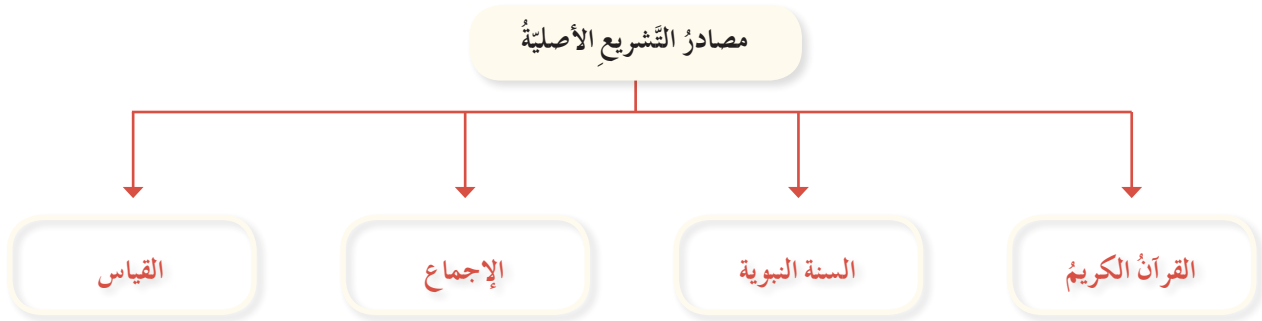 مصادرُ التَّشريعِ الأصليّةُ
القرآنُ الكريمُ
السنة النبوية
الإجماع
القياس